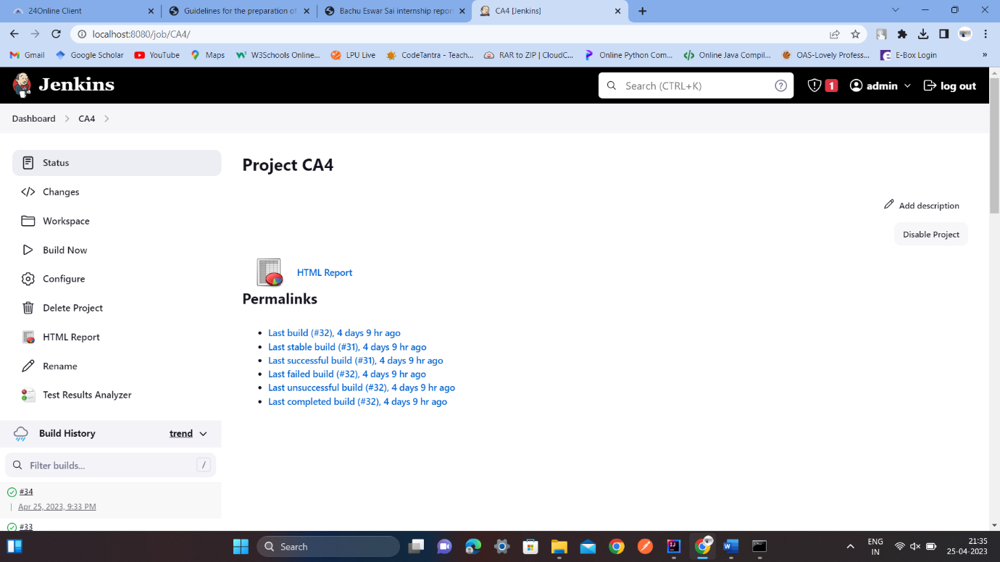 24Online Client
Guidelines for the preparation of
Bachu Eswar Sai internship repor
CA4 [Jenkins]
localhost:8080/job/CA4/
Gmail
Google Scholar
YouTube
Maps
W3Schools Online...
LPU Live
CodeTantra - Teach...
RAR to ZIP | CloudC...
Online Python Com...
Online Java Compil...
OAS-Lovely Profess...
E-Box Login
»
Jenkins
Search (CTRL+K)
1
admin
log out
Dashboard
CA4
Status
Changes
Workspace
Build Now
Configure
Delete Project
HTML Report
Rename
Test Results Analyzer
Project CA4
Add description
Disable Project
HTML Report
Permalinks
• Last build (#32), 4 days 9 hr ago
• Last stable build (#31), 4 days 9 hr ago
• Last successful build (#31), 4 days 9 hr ago
• Last failed build (#32), 4 days 9 hr ago
• Last unsuccessful build (#32), 4 days 9 hr ago
• Last completed build (#32), 4 days 9 hr ago
Build History
trend
Filter builds...
/
#34
| Apr 25, 2023, 9:33 PM
#33
Search
ENG
IN
21:35
25-04-2023